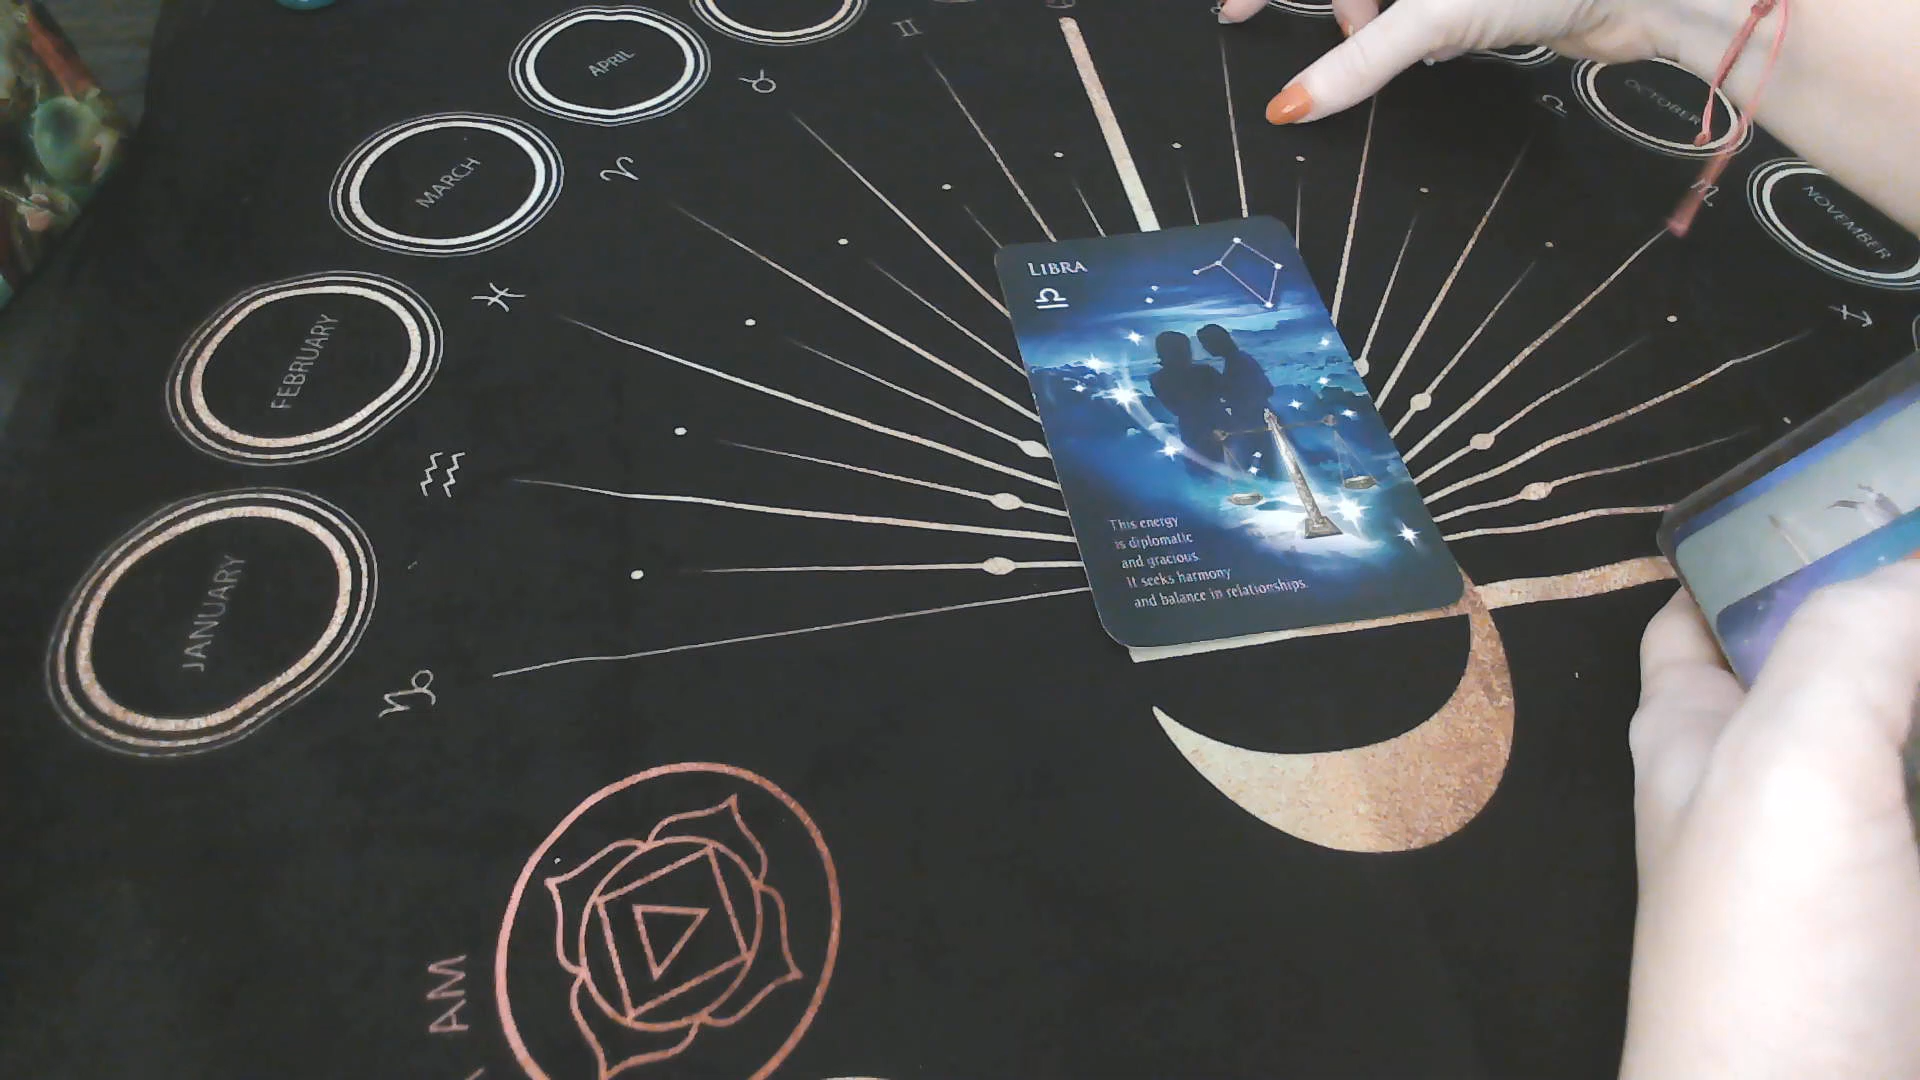 APRIL
MARCH
OCTOBER
NOVEMBER
FEBRUARY
JANUARY
LIBRA
This energy
is diplomatic
and gracious.
It seeks harmony
and balance in relationships.
AM